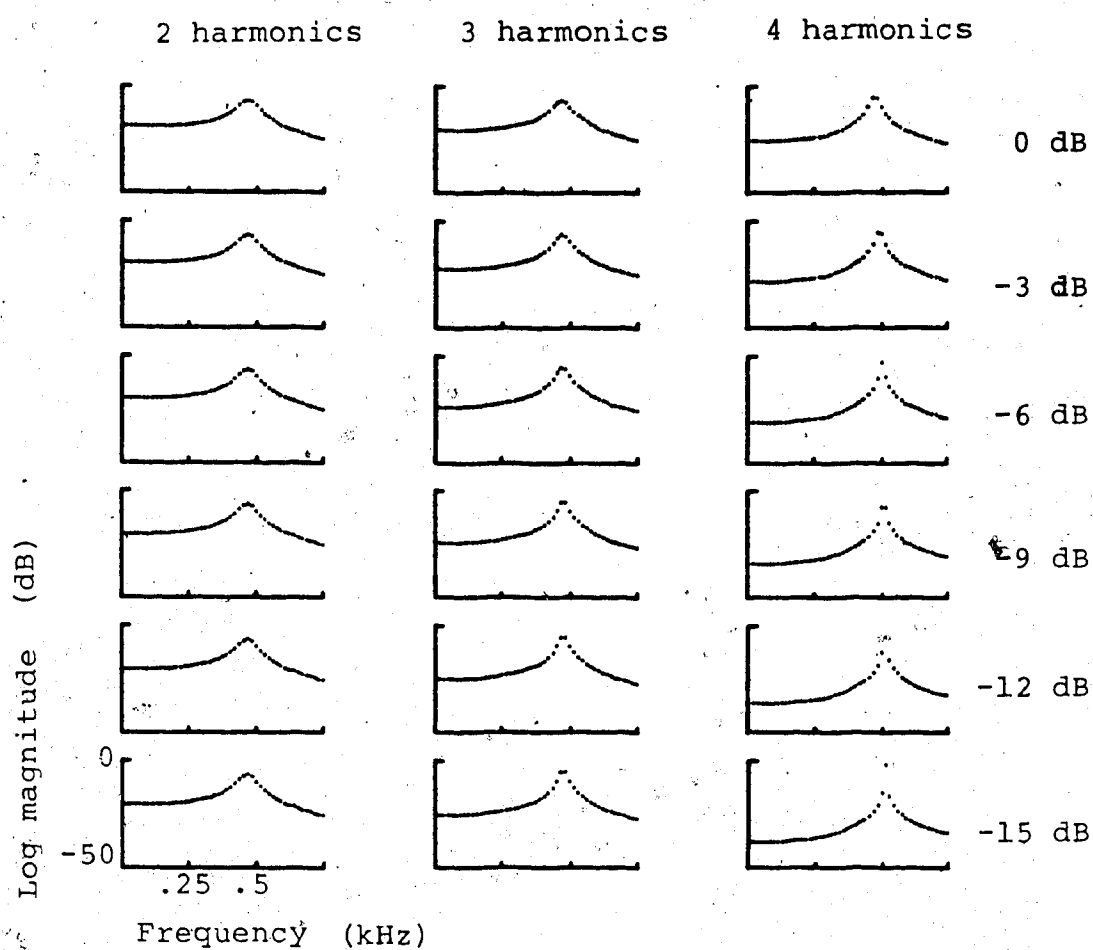 2 harmonics 3 harmonics 4 harmonics
0 dB
-3 dB
-6 dB
-9 dB
-12 dB
-15 dB
Log magnitude (dB)
0
-50
.25 .5
Frequency (kHz)